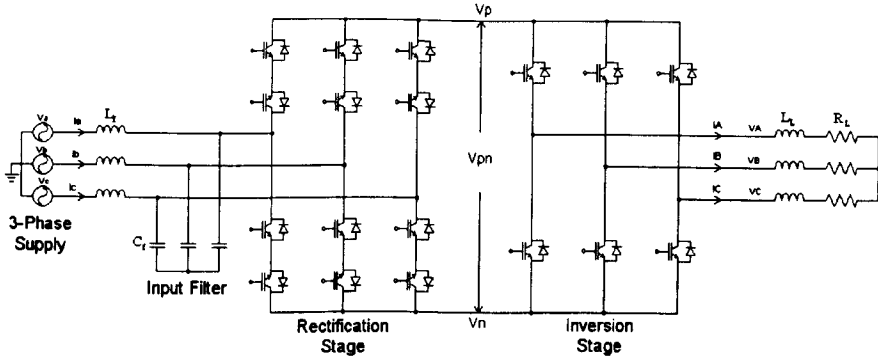 Vp
Va
Ia
Lf
Vb
Ib
Vc
Ic
3-Phase
Supply
Cf
Input Filter
Vpn
IA
VA
LL
RL
IB
VB
IC
VC
Vn
Rectification
Stage
Inversion
Stage